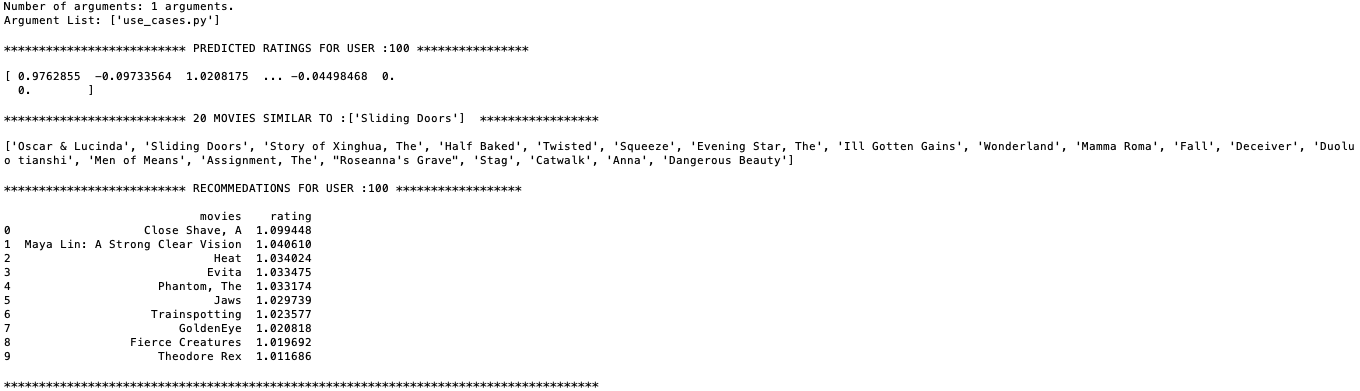 Number of arguments: 1 arguments.
Argument List: ['use_cases.py']
************************** PREDICTED RATINGS FOR USER :100 ****************
[ 0.9762855  -0.09733564  1.0208175  ... -0.04498468  0.
  0.        ]
************************** 20 MOVIES SIMILAR TO :['Sliding Doors']  *****************
['Oscar & Lucinda', 'Sliding Doors', 'Story of Xinghua, The', 'Half Baked', 'Twisted', 'Squeeze', 'Evening Star, The', 'Ill Gotten Gains', 'Wonderland', 'Mamma Roma', 'Fall', 'Deceiver', 'Duolu
o tianshi', 'Men of Means', 'Assignment, The', "Roseanna's Grave", 'Stag', 'Catwalk', 'Anna', 'Dangerous Beauty']
************************** RECOMMEDATIONS FOR USER :100 ******************
movies    rating
0                   Close Shave, A  1.099448
1  Maya Lin: A Strong Clear Vision  1.040610
2                             Heat  1.034024
3                            Evita  1.033475
4                     Phantom, The  1.033174
5                             Jaws  1.029739
6                    Trainspotting  1.023577
7                        GoldenEye  1.020818
8                 Fierce Creatures  1.019692
9                     Theodore Rex  1.011686
*************************************************************************************